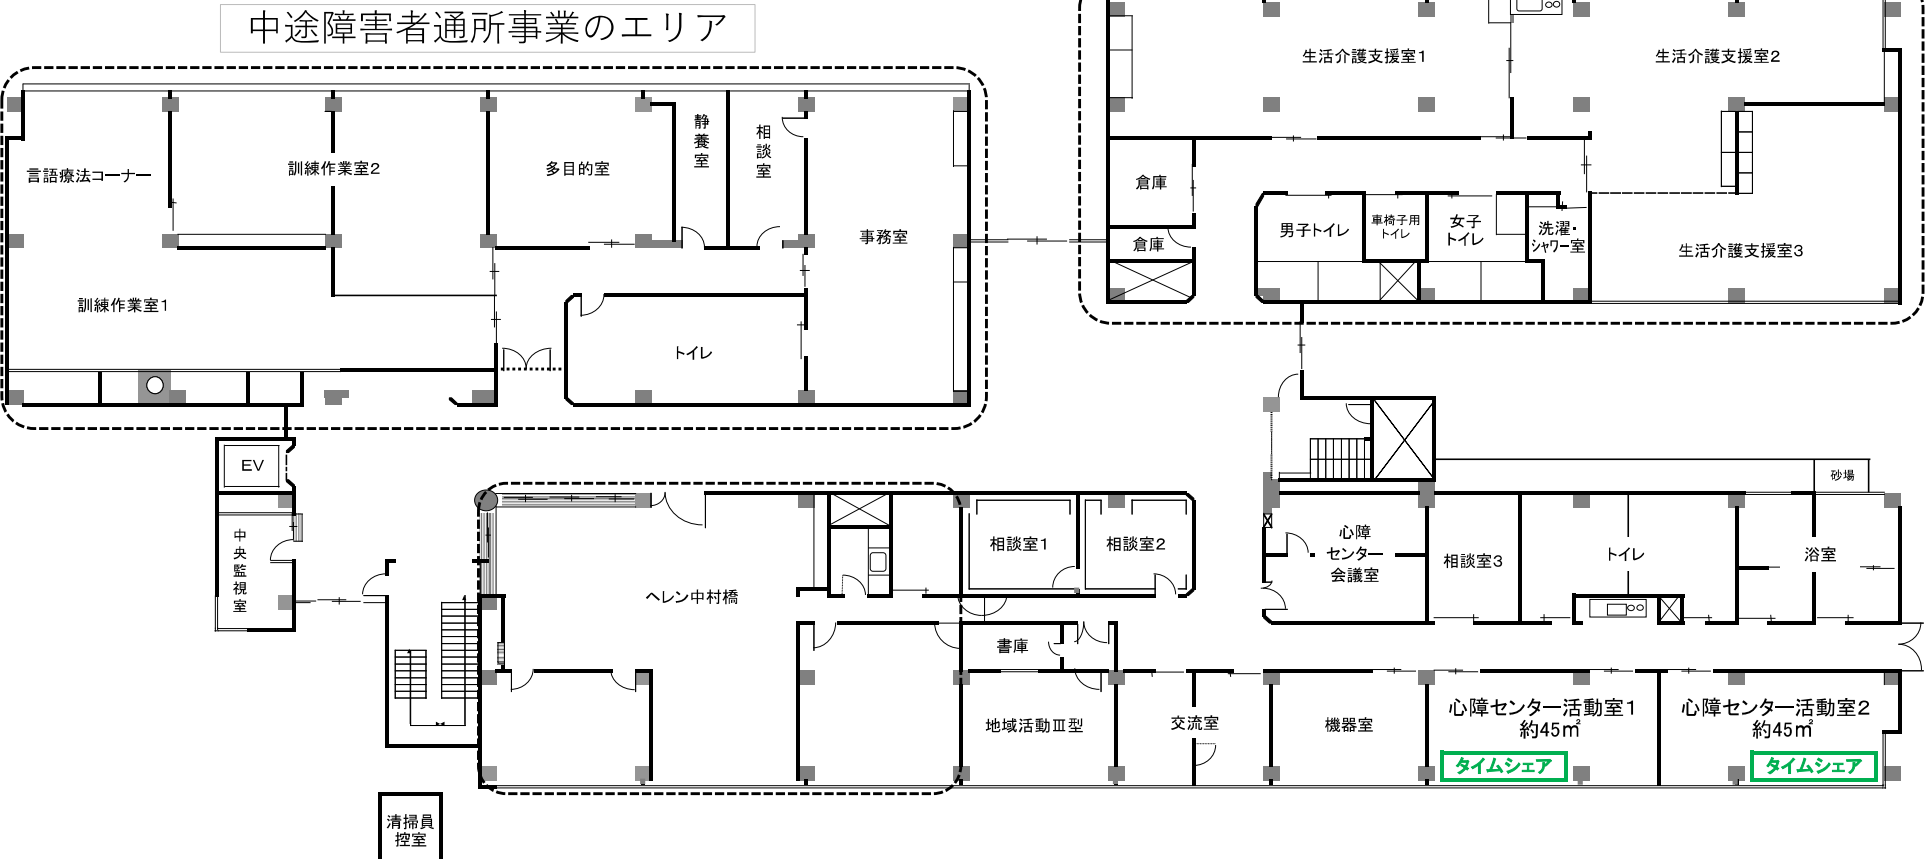 中途障害者通所事業のエリア
生活介護支援室1
生活介護支援室2
言語療法コーナー
訓練作業室2
多目的室
静養室
相談室
事務室
訓練作業室1
トイレ
倉庫
倉庫
男子トイレ
車椅子用
トイレ
女子
トイレ
洗濯・
シャワー室
生活介護支援室3
EV
中央監視室
ヘレン中村橋
相談室1
相談室2
心障
センター
会議室
相談室3
トイレ
浴室
砂場
書庫
地域活動Ⅲ型
交流室
機器室
心障センター活動室1
約45㎡
タイムシェア
心障センター活動室2
約45㎡
タイムシェア
清掃員
控室